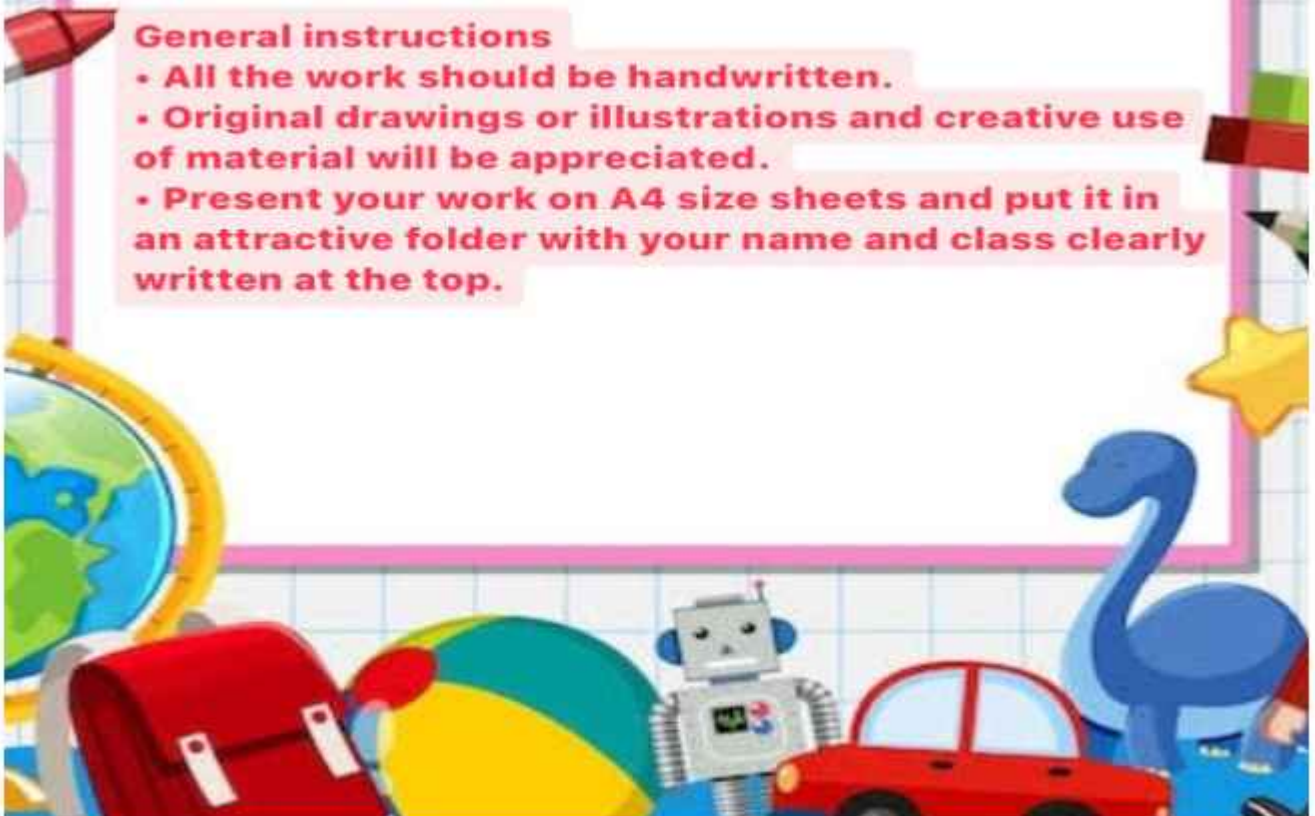 General instructions
• All the work should be handwritten.
• Original drawings or illustrations and creative use
of material will be appreciated.
• Present your work on A4 size sheets and put it in
an attractive folder with your name and class clearly
written at the top.